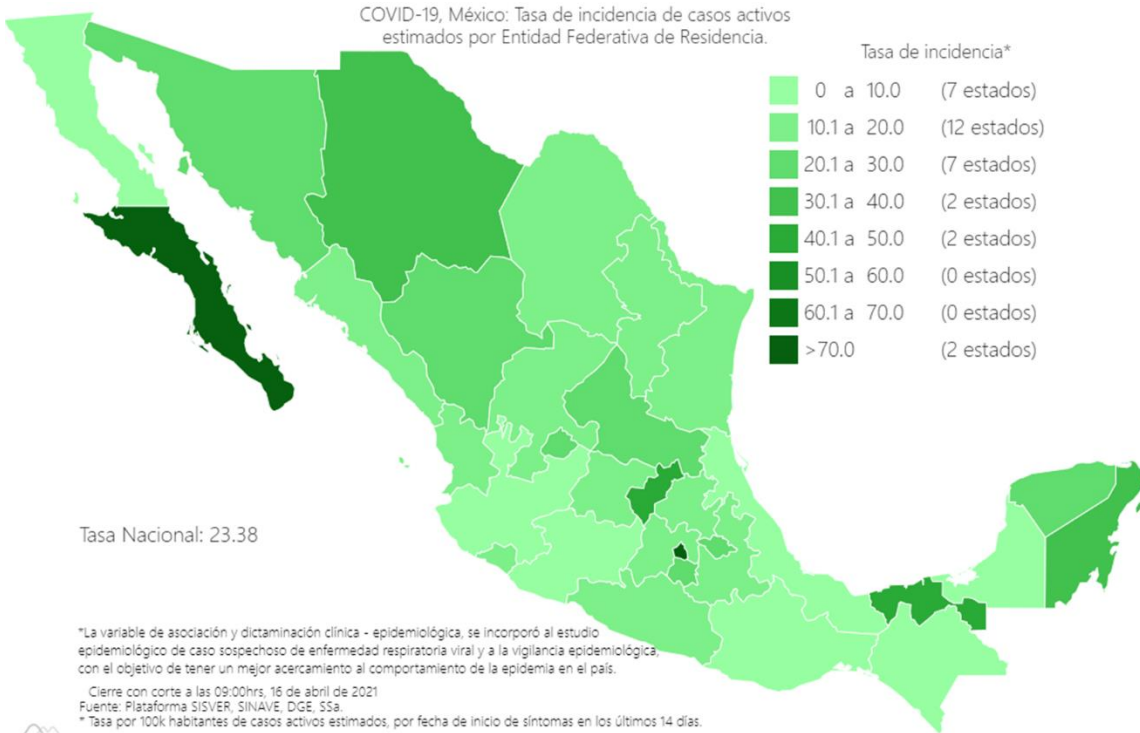 COVID-19, México: Tasa de incidencia de casos activos
estimados por Entidad Federativa de Residencia.
Tasa de incidencia*
0 a 10.0 (7 estados)
10.1 a 20.0 (12 estados)
20.1 a 30.0 (7 estados)
30.1 a 40.0 (2 estados)
40.1 a 50.0 (2 estados)
50.1 a 60.0 (0 estados)
60.1 a 70.0 (0 estados)
>70.0 (2 estados)
Tasa Nacional: 23.38
*La variable de asociación y dictaminación clínica - epidemiológica, se incorporó al estudio
epidemiológico de caso sospechoso de enfermedad respiratoria viral y a la vigilancia epidemiológica,
con el objetivo de tener un mejor acercamiento al comportamiento de la epidemia en el país.
Cierre con corte a las 09:00hrs, 16 de abril de 2021
Fuente: Plataforma SISVER, SINAVE, DGE, SSa.
* Tasa por 100k habitantes de casos activos estimados, por fecha de inicio de síntomas en los últimos 14 días.